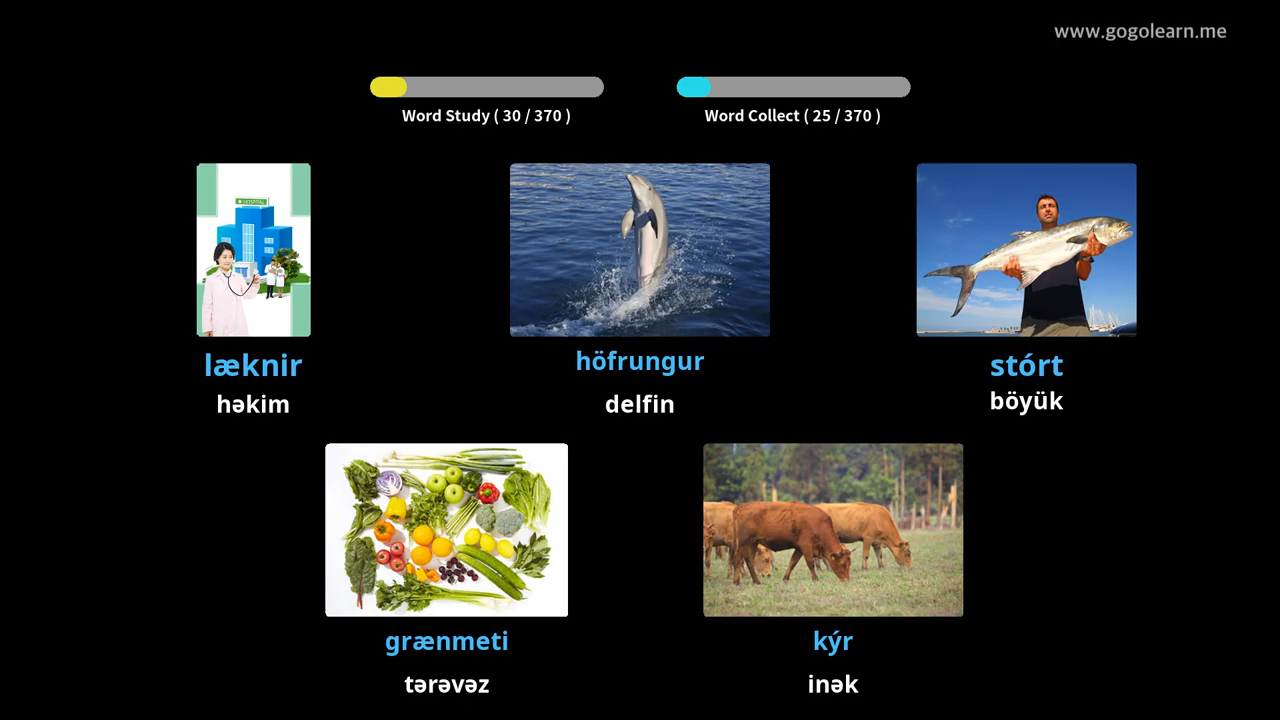 www.gogolearn.me
Word Study ( 30 / 370 )
Word Collect ( 25 / 370 )
HOSPITAL
læknir
höfrungur
stórt
həkim
delfin
böyük
grænmeti
kýr
tərəvəz
inək